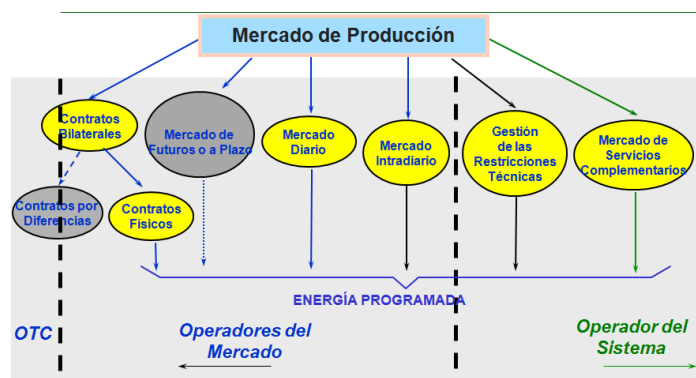 Mercado de Producción
Contratos
Bilaterales
Mercado de
Futuros o a Plazo
Mercado
Diario
Mercado
Intradiario
Gestión
de las
Restricciones
Técnicas
Mercado de
Servicios
Complementarios
Contratos por
Diferencias
Contratos
Físicos
ENERGÍA PROGRAMADA
OTC
Operadores del
Mercado
Operador del
Sistema